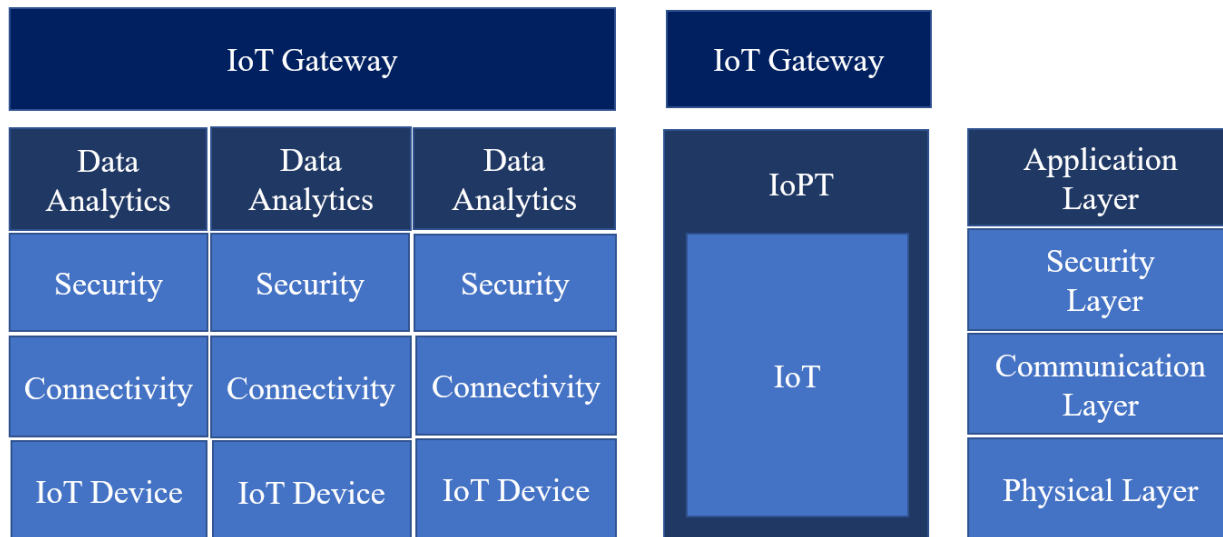 IoT Gateway
IoT Gateway
Data
Analytics
Data
Analytics
Data
Analytics
IoPT
Application
Layer
Security
Security
Security
IoT
Security
Layer
Connectivity
Connectivity
Connectivity
Communication
Layer
IoT Device
IoT Device
IoT Device
Physical Layer